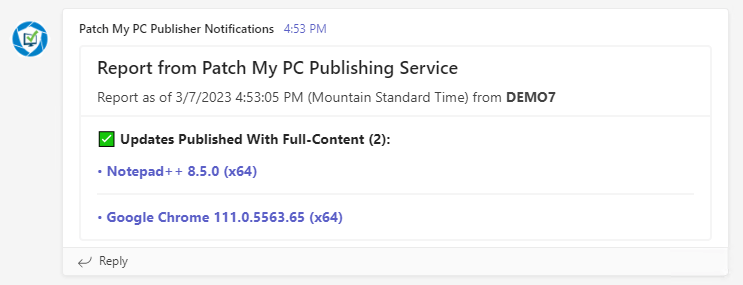 Patch My PC Publisher Notifications 4:53 PM
Report from Patch My PC Publishing Service
Report as of 3/7/2023 4:53:05 PM (Mountain Standard Time) from DEMO7
✅ Updates Published With Full-Content (2):
• Notepad++ 8.5.0 (x64)
• Google Chrome 111.0.5563.65 (x64)
Reply